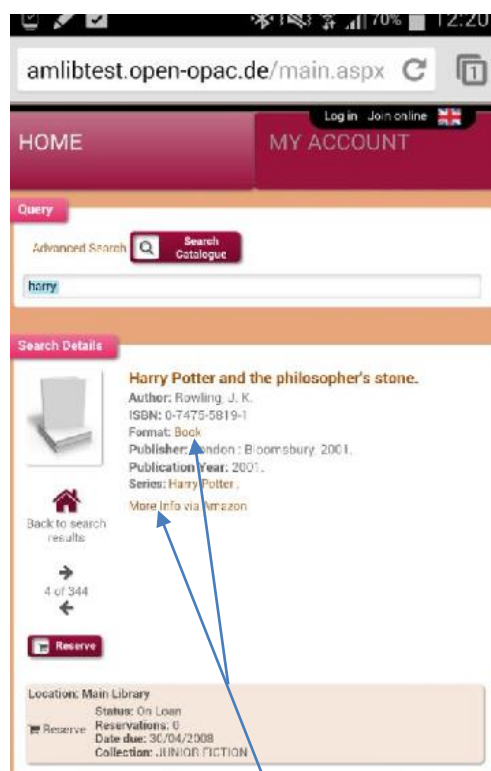 70% 12:20
amlibtest.open-opac.de/main.aspx 1
Log in Join online
HOME MY ACCOUNT
Query
Advanced Search Search Catalogue
harry
Search Details
Harry Potter and the philosopher's stone.
Author: Rowling, J. K.
ISBN: 0-7475-5819-1
Format: Book
Publisher: London : Bloomsbury, 2001.
Publication Year: 2001.
Series: Harry Potter .
More Info via Amazon
Back to search
results
4 of 344
Reserve
Location: Main Library
Status: On Loan
Reserve Reservations: 0
Date due: 30/04/2008
Collection: JUNIOR FICTION